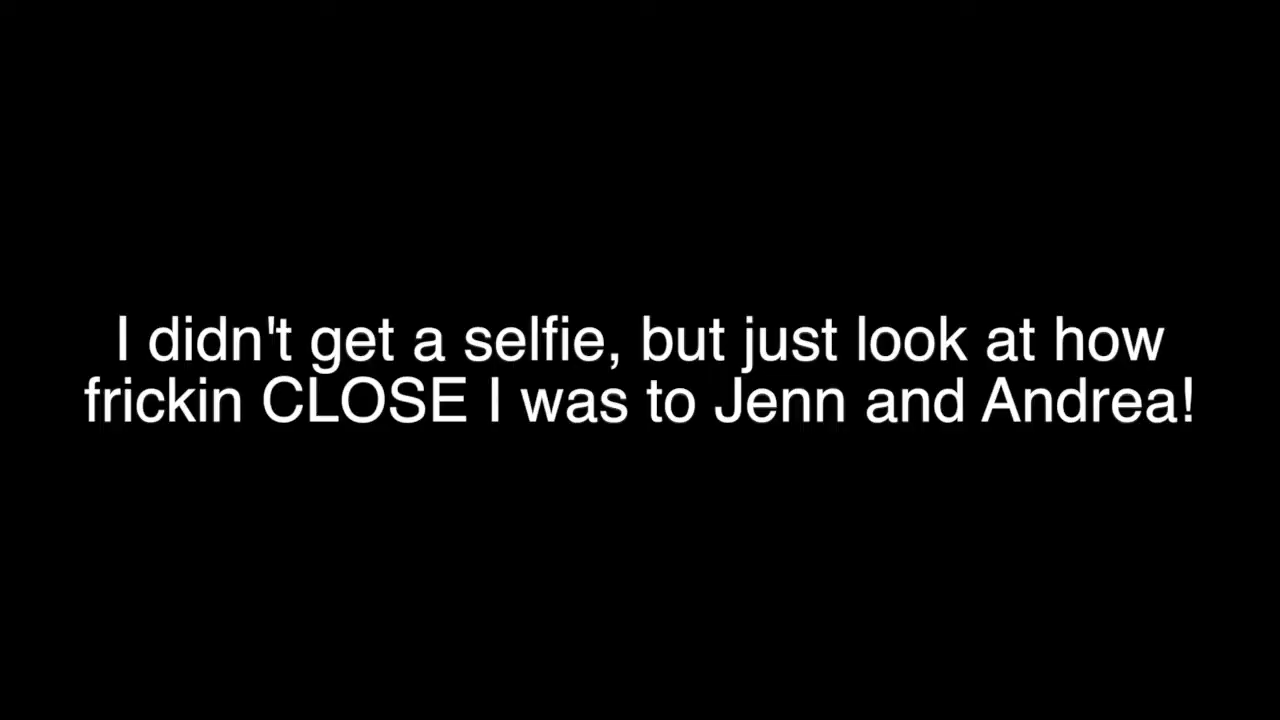 I didn't get a selfie, but just look at how
frickin CLOSE I was to Jenn and Andrea!